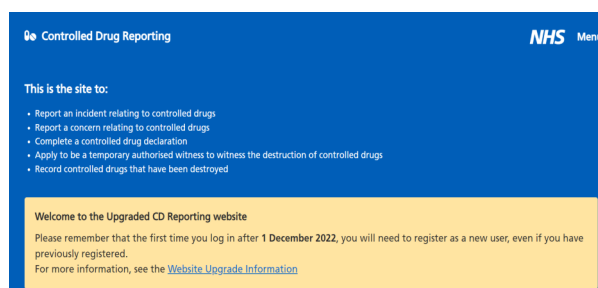 Controlled Drug Reporting
NHS Menu
This is the site to:
• Report an incident relating to controlled drugs
• Report a concern relating to controlled drugs
• Complete a controlled drug declaration
• Apply to be a temporary authorised witness to witness the destruction of controlled drugs
• Record controlled drugs that have been destroyed
Welcome to the Upgraded CD Reporting website
Please remember that the first time you log in after 1 December 2022, you will need to register as a new user, even if you have
previously registered.
For more information, see the Website Upgrade Information